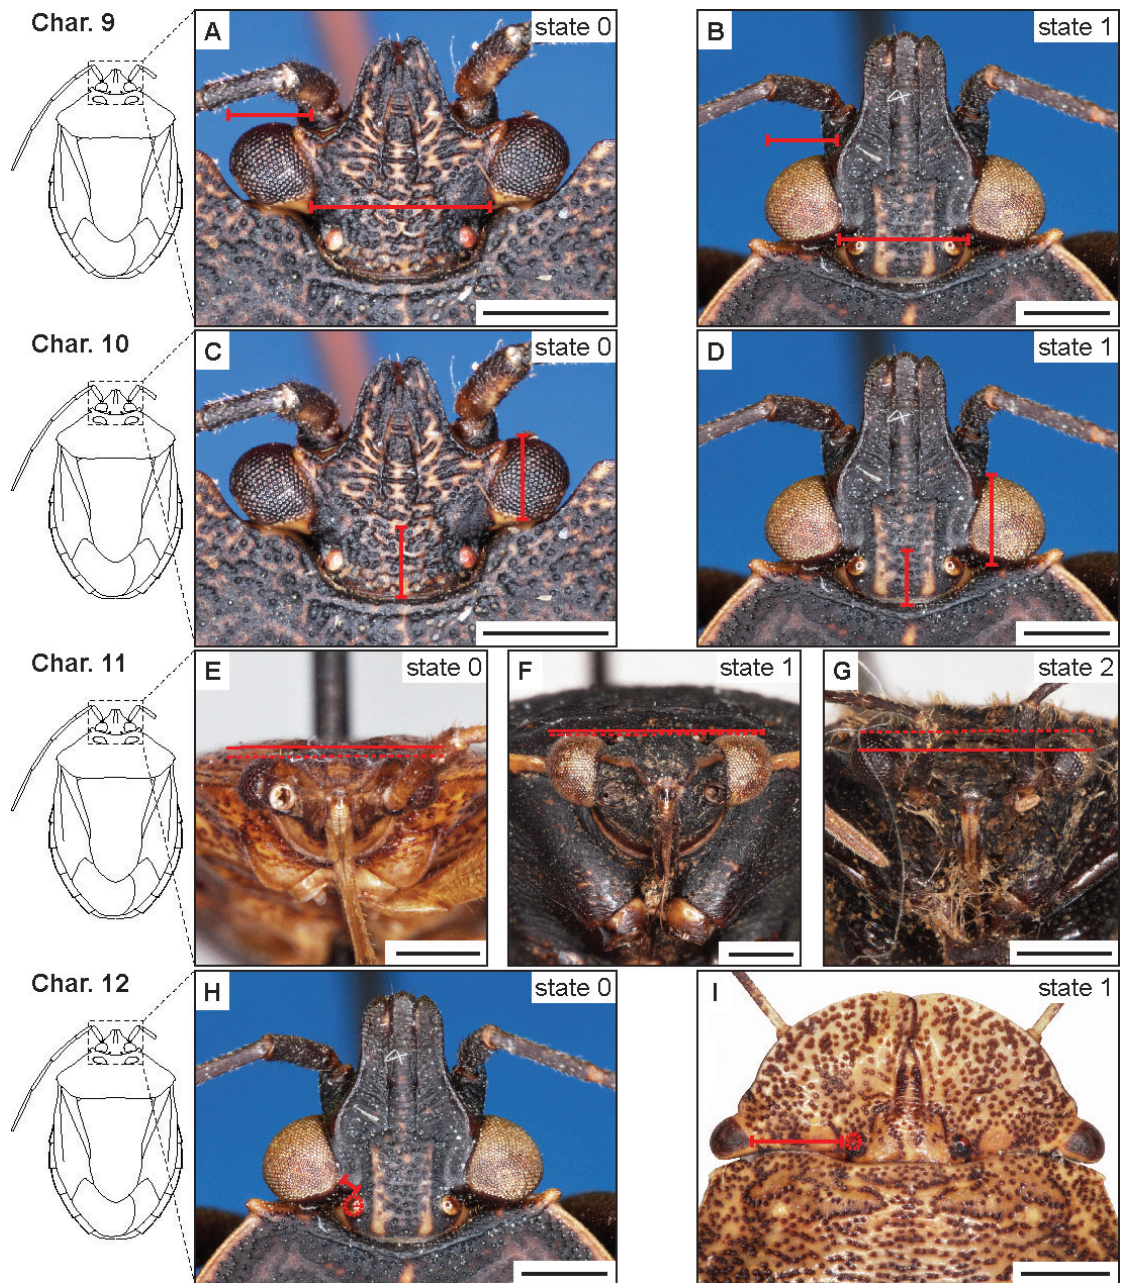 Char. 9
A
state 0
B
state 1
Char. 10
C
state 0
D
state 1
Char. 11
E
state 0
F
state 1
G
state 2
Char. 12
H
state 0
I
state 1